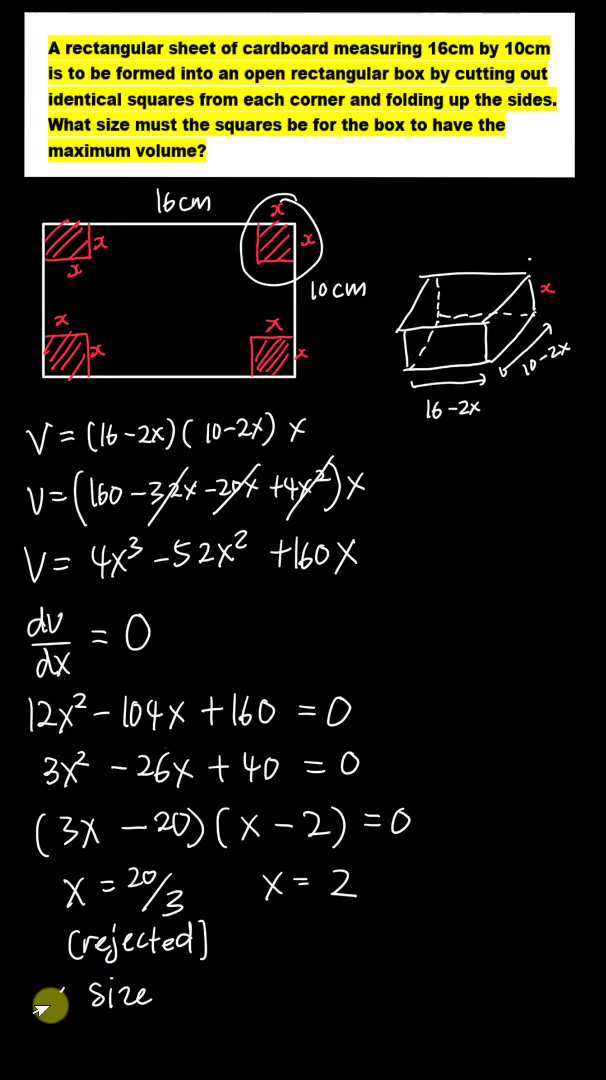 A rectangular sheet of cardboard measuring 16cm by 10cm
is to be formed into an open rectangular box by cutting out
identical squares from each corner and folding up the sides.
What size must the squares be for the box to have the
maximum volume?
16cm
x
x
x
x
10cm
x
x
x
x
x
10-2x
16-2x
V = (16-2x)(10-2x) x
V = (160 - 32x - 20x + 4x²) x
V = 4x³ - 52x² + 160x
dv/dx = 0
12x² - 104x + 160 = 0
3x² - 26x + 40 = 0
(3x - 20)(x - 2) = 0
x = 20/3 x = 2
(rejected]
size